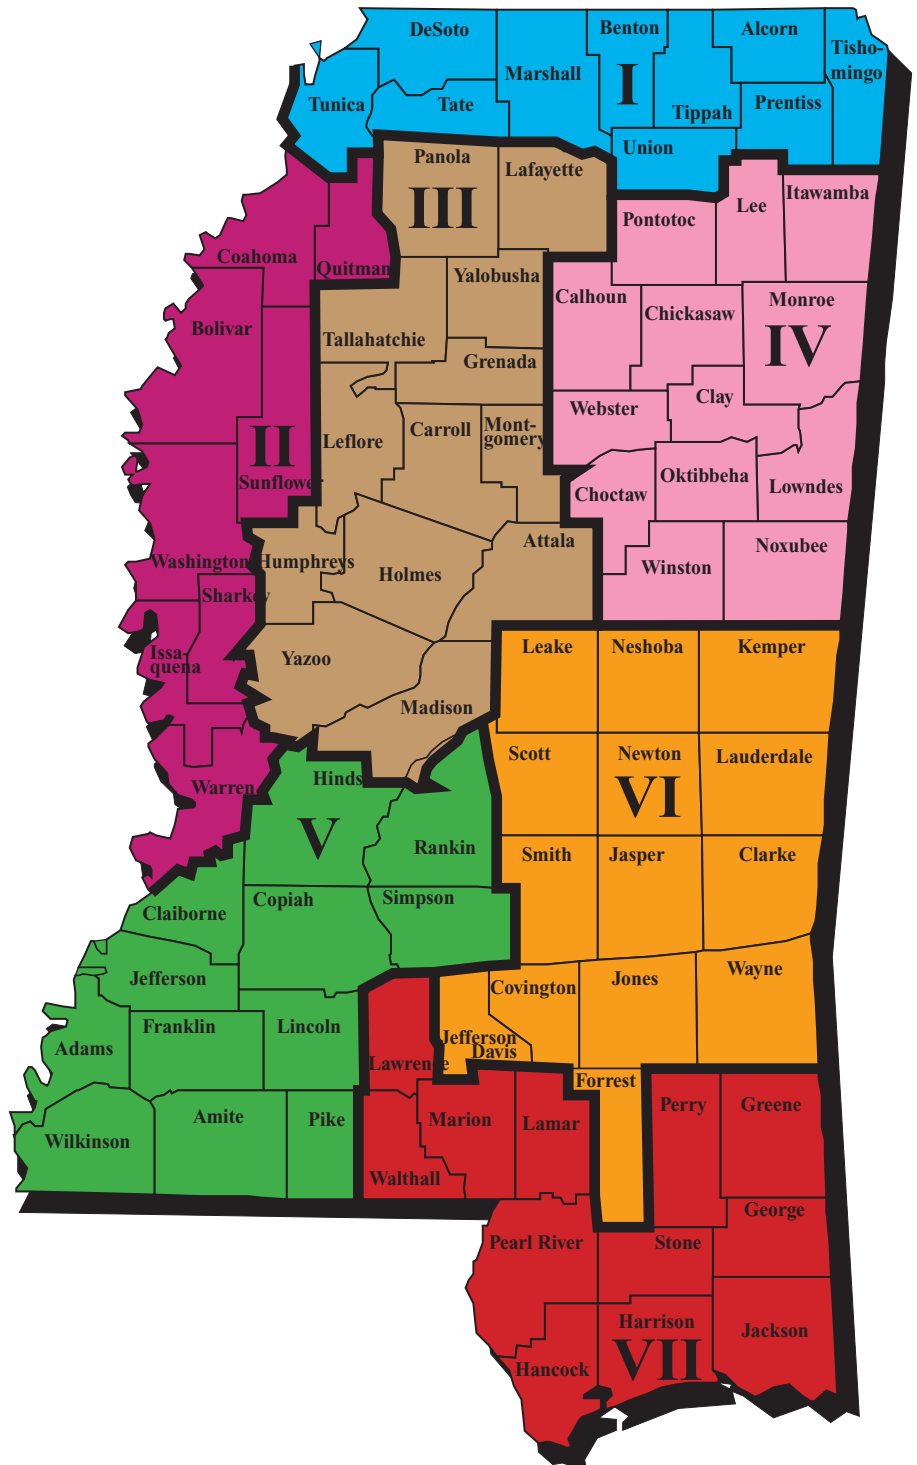 DeSoto
Benton
Alcorn
Tisho-
mingo
Marshall
I
Tunica
Tate
Tippah
Prentiss
Union
Panola
Lafayette
III
Itawamba
Lee
Pontotoc
Coahoma
Quitman
Yalobusha
Calhoun
Chickasaw
Monroe
IV
Bolivar
Tallahatchie
Grenada
Clay
Webster
Leflore
Carroll
Mont-
gomery
II
Sunflower
Choctaw
Oktibbeha
Lowndes
Attala
Noxubee
Washington
Humphreys
Holmes
Winston
Sharkey
Issa-
quena
Yazoo
Leake
Neshoba
Kemper
Madison
Scott
Newton
Lauderdale
VI
Warren
Hinds
V
Rankin
Smith
Jasper
Clarke
Claiborne
Copiah
Simpson
Jefferson
Covington
Jones
Wayne
Franklin
Lincoln
Adams
Jefferson
Davis
Lawrence
Forrest
Perry
Greene
Wilkinson
Amite
Pike
Marion
Lamar
Walthall
George
Pearl River
Stone
Harrison
VII
Jackson
Hancock